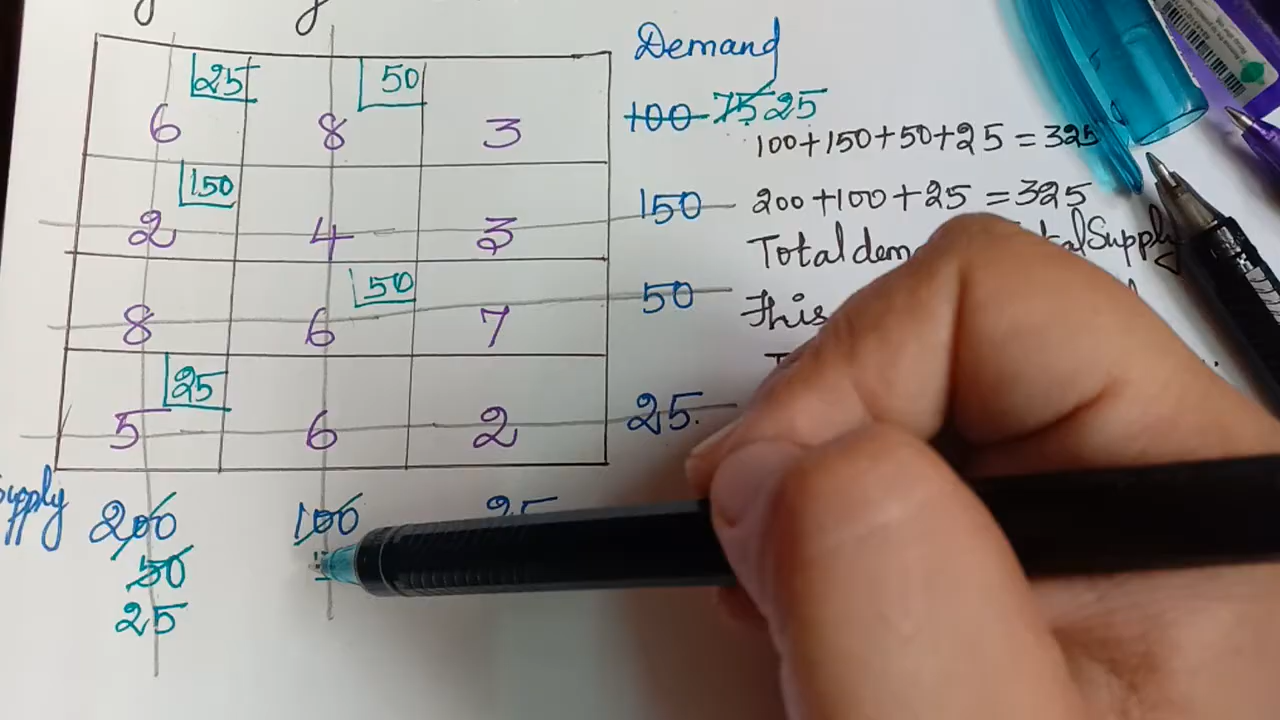 Demand
25 50
6 8 3 100 75 25
100+150+50+25 = 325
150
2 4 3 150
200+100+25 = 325
Total Supply
50
8 6 7 50
This
25
5 6 2 25
Supply 200 100 25
50
25